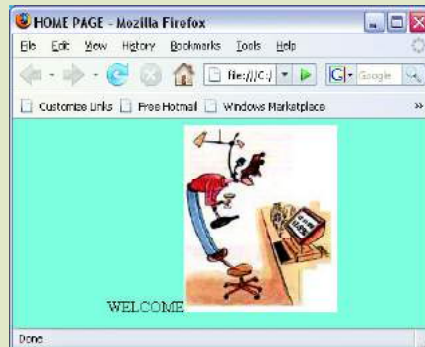 HOME PAGE - Mozilla Firefox
File Edit View History Bookmarks Tools Help
file:///C:/ G Google
Customize Links Free Hotmail Windows Marketplace »
WELCOME
Done